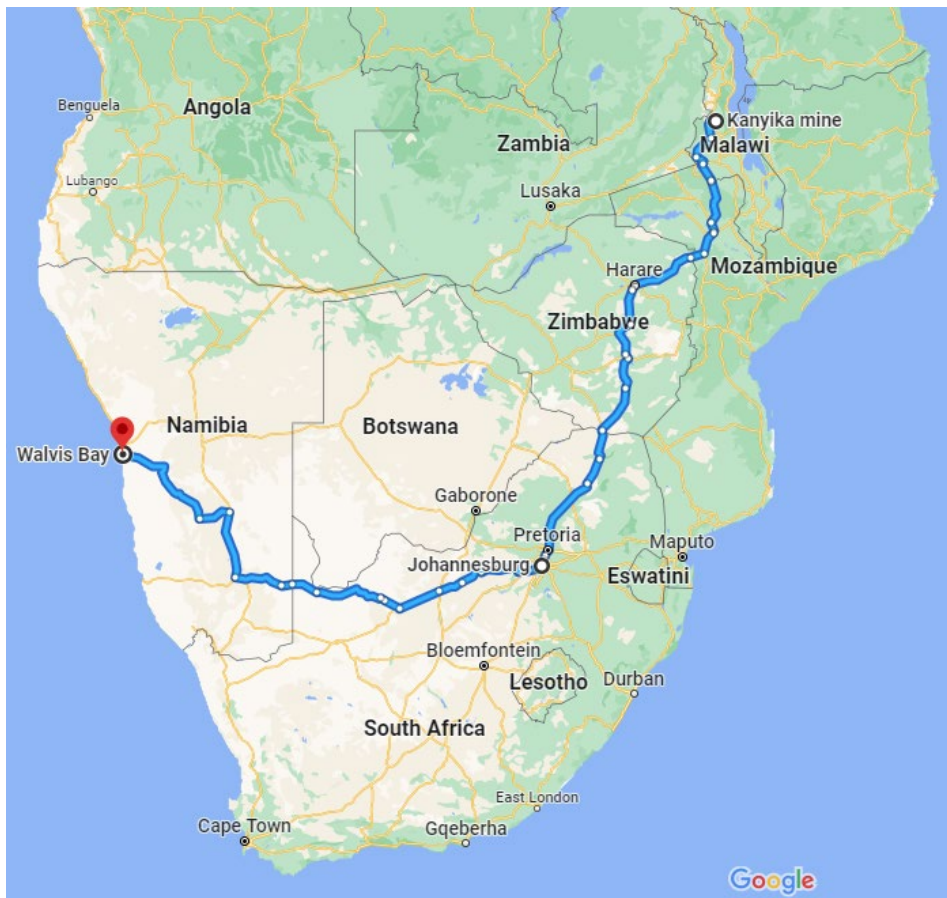 Benguela
Angola
Kanyika mine
Zambia
Malawi
Lubango
Lusaka
Mozambique
Harare
Zimbabwe
Namibia
Botswana
Walvis Bay
Gaborone
Pretoria
Maputo
Johannesburg
Eswatini
Bloemfontein
Lesotho
Durban
South Africa
East London
Cape Town
Gqeberha
Google